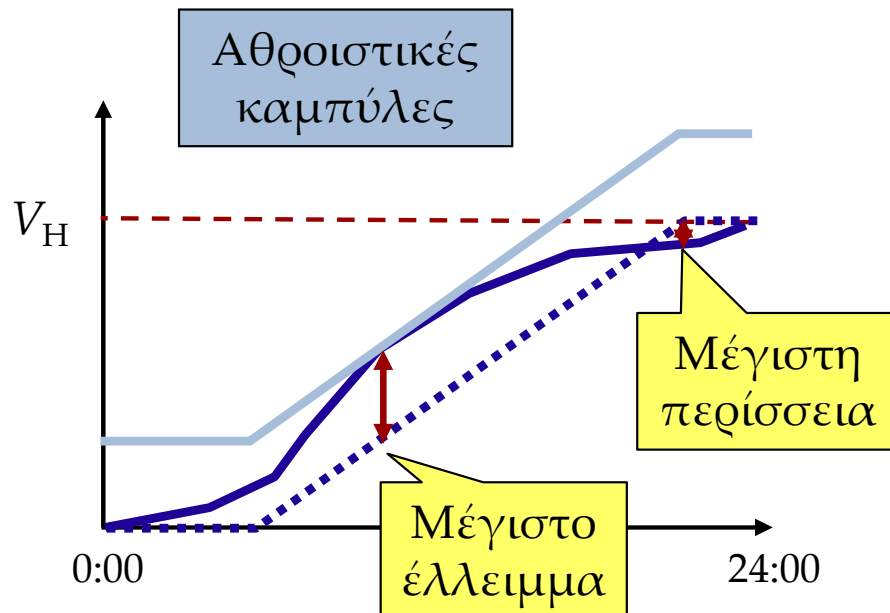 Αθροιστικές
καμπύλες
V_H
Μέγιστη
περίσσεια
Μέγιστο
έλλειμμα
0:00
24:00